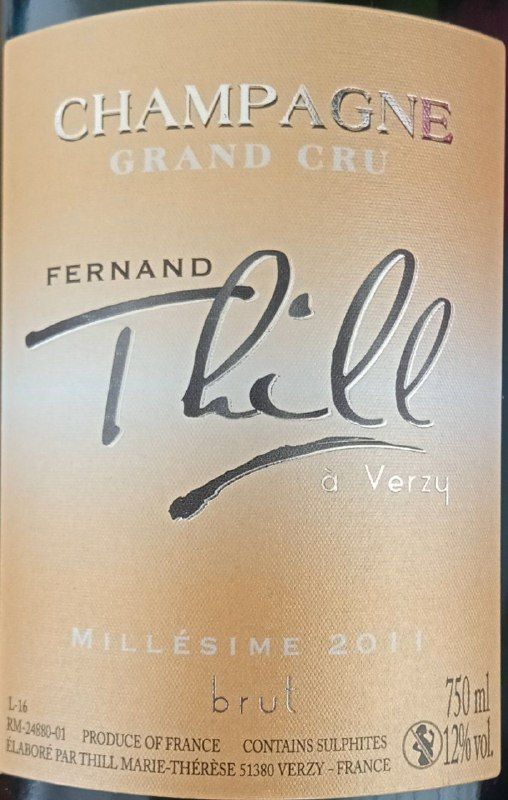 CHAMPAGNE
GRAND CRU
FERNAND
Thill
à Verzy
MILLÉSIME 2011
brut
750 ml
L-16
RM-24880-01 PRODUCE OF FRANCE CONTAINS SULPHITES
12% vol.
ÉLABORÉ PAR THILL MARIE-THÉRÈSE 51380 VERZY - FRANCE